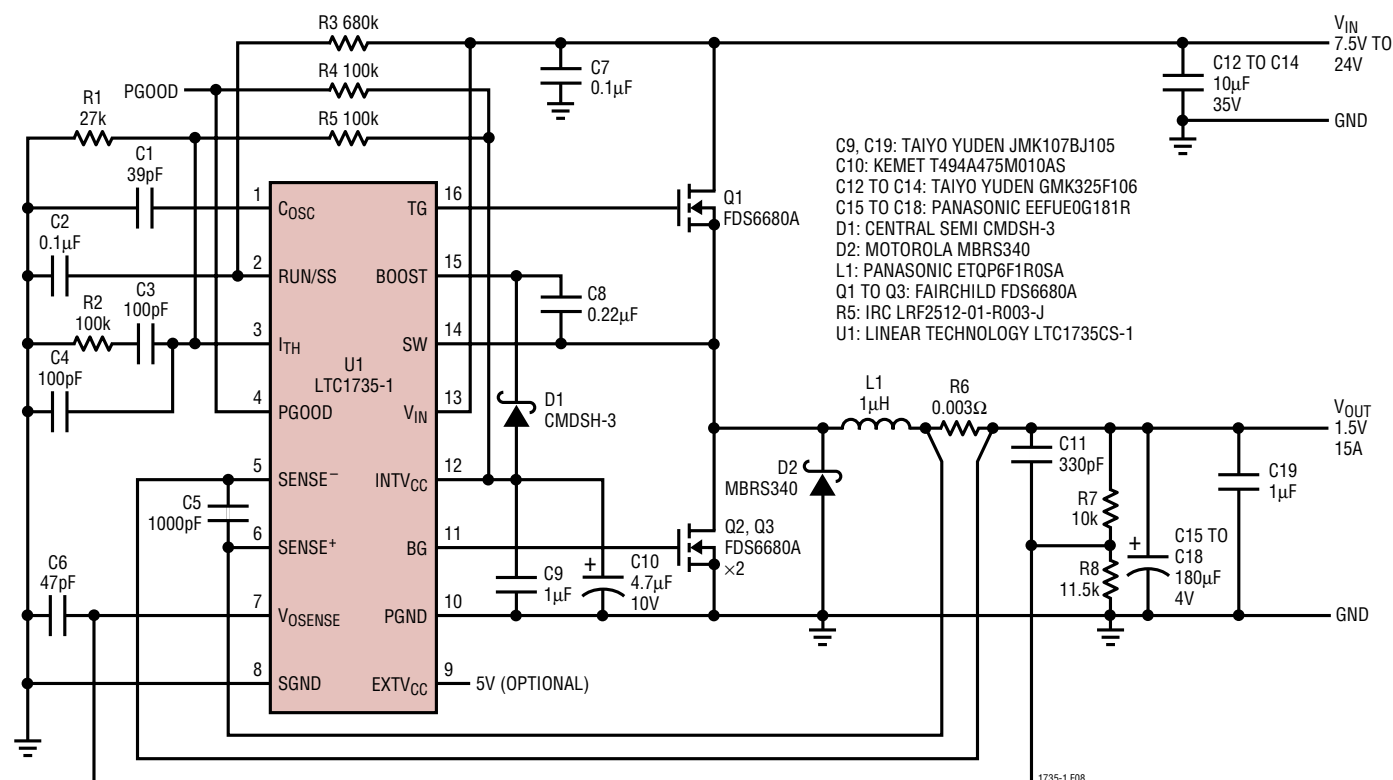 R3 680k
R4 100k
PGOOD
R5 100k
R1
27k
C7
0.1µF
C12 TO C14
10µF
35V
VIN
7.5V TO
24V
GND
C1
39pF
C2
0.1µF
R2
100k
C3
100pF
C4
100pF
C5
1000pF
C6
47pF
1
COSC
2
RUN/SS
3
ITH
4
PGOOD
5
SENSE−
6
SENSE+
7
VOSENSE
8
SGND
U1
LTC1735-1
TG
16
BOOST
15
SW
14
VIN
13
INTVCC
12
BG
11
PGND
10
EXTVCC
9
5V (OPTIONAL)
Q1
FDS6680A
C8
0.22µF
D1
CMDSH-3
C9
1µF
+
C10
4.7µF
10V
Q2, Q3
FDS6680A
×2
D2
MBRS340
L1
1µH
R6
0.003Ω
C11
330pF
R7
10k
R8
11.5k
+
C15 TO
C18
180µF
4V
C19
1µF
VOUT
1.5V
15A
GND
C9, C19: TAIYO YUDEN JMK107BJ105
C10: KEMET T494A475M010AS
C12 TO C14: TAIYO YUDEN GMK325F106
C15 TO C18: PANASONIC EEFUE0G181R
D1: CENTRAL SEMI CMDSH-3
D2: MOTOROLA MBRS340
L1: PANASONIC ETQP6F1R0SA
Q1 TO Q3: FAIRCHILD FDS6680A
R5: IRC LRF2512-01-R003-J
U1: LINEAR TECHNOLOGY LTC1735CS-1
1735-1 F08